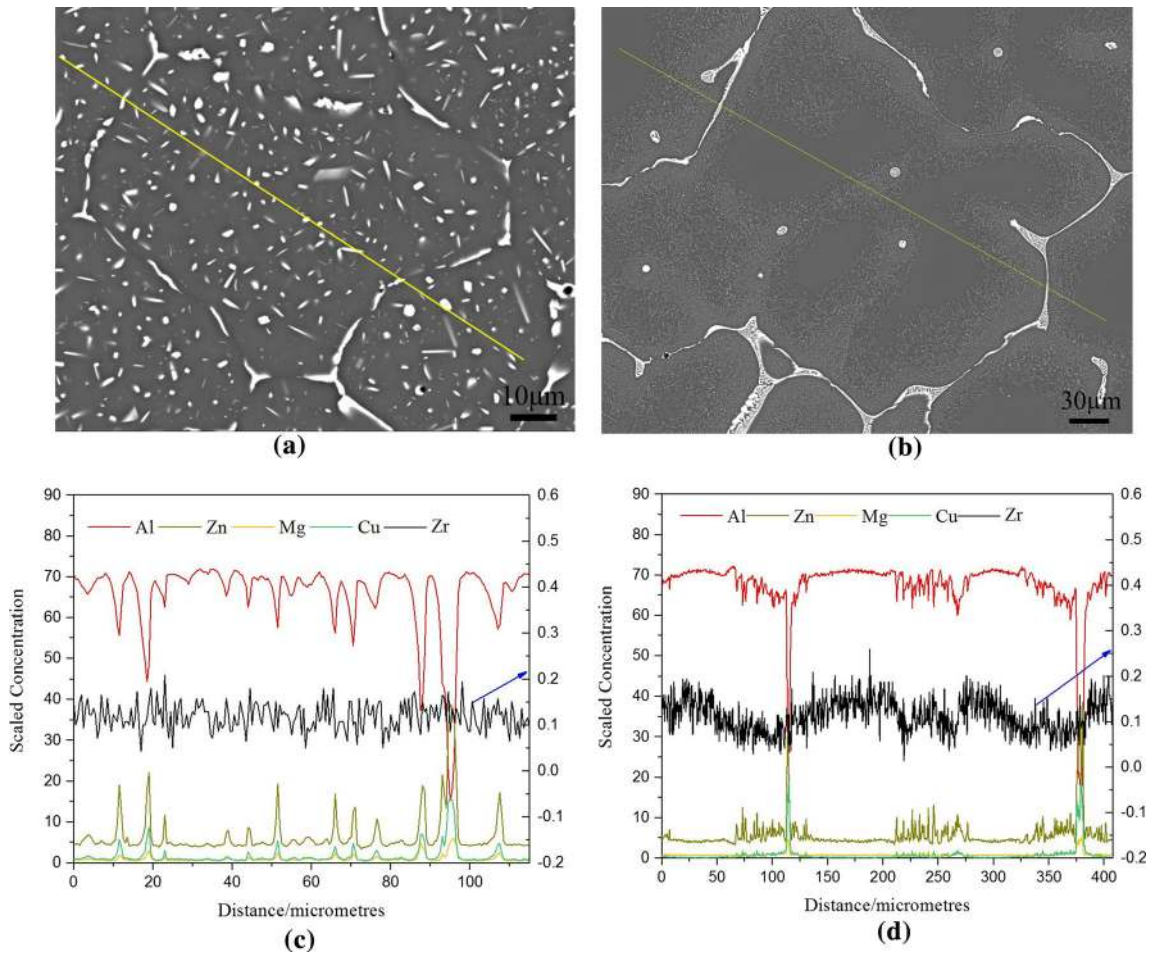 10μm
30μm
(a)
(b)
90
80
70
60
50
40
30
20
10
0
0.6
0.5
0.4
0.3
0.2
0.1
0.0
-0.1
-0.2
Al Zn Mg Cu Zr
Scaled Concentration
0 20 40 60 80 100
Distance/micrometres
(c)
90
80
70
60
50
40
30
20
10
0
0.6
0.5
0.4
0.3
0.2
0.1
0.0
-0.1
-0.2
Al Zn Mg Cu Zr
Scaled Concentration
0 50 100 150 200 250 300 350 400
Distance/micrometres
(d)